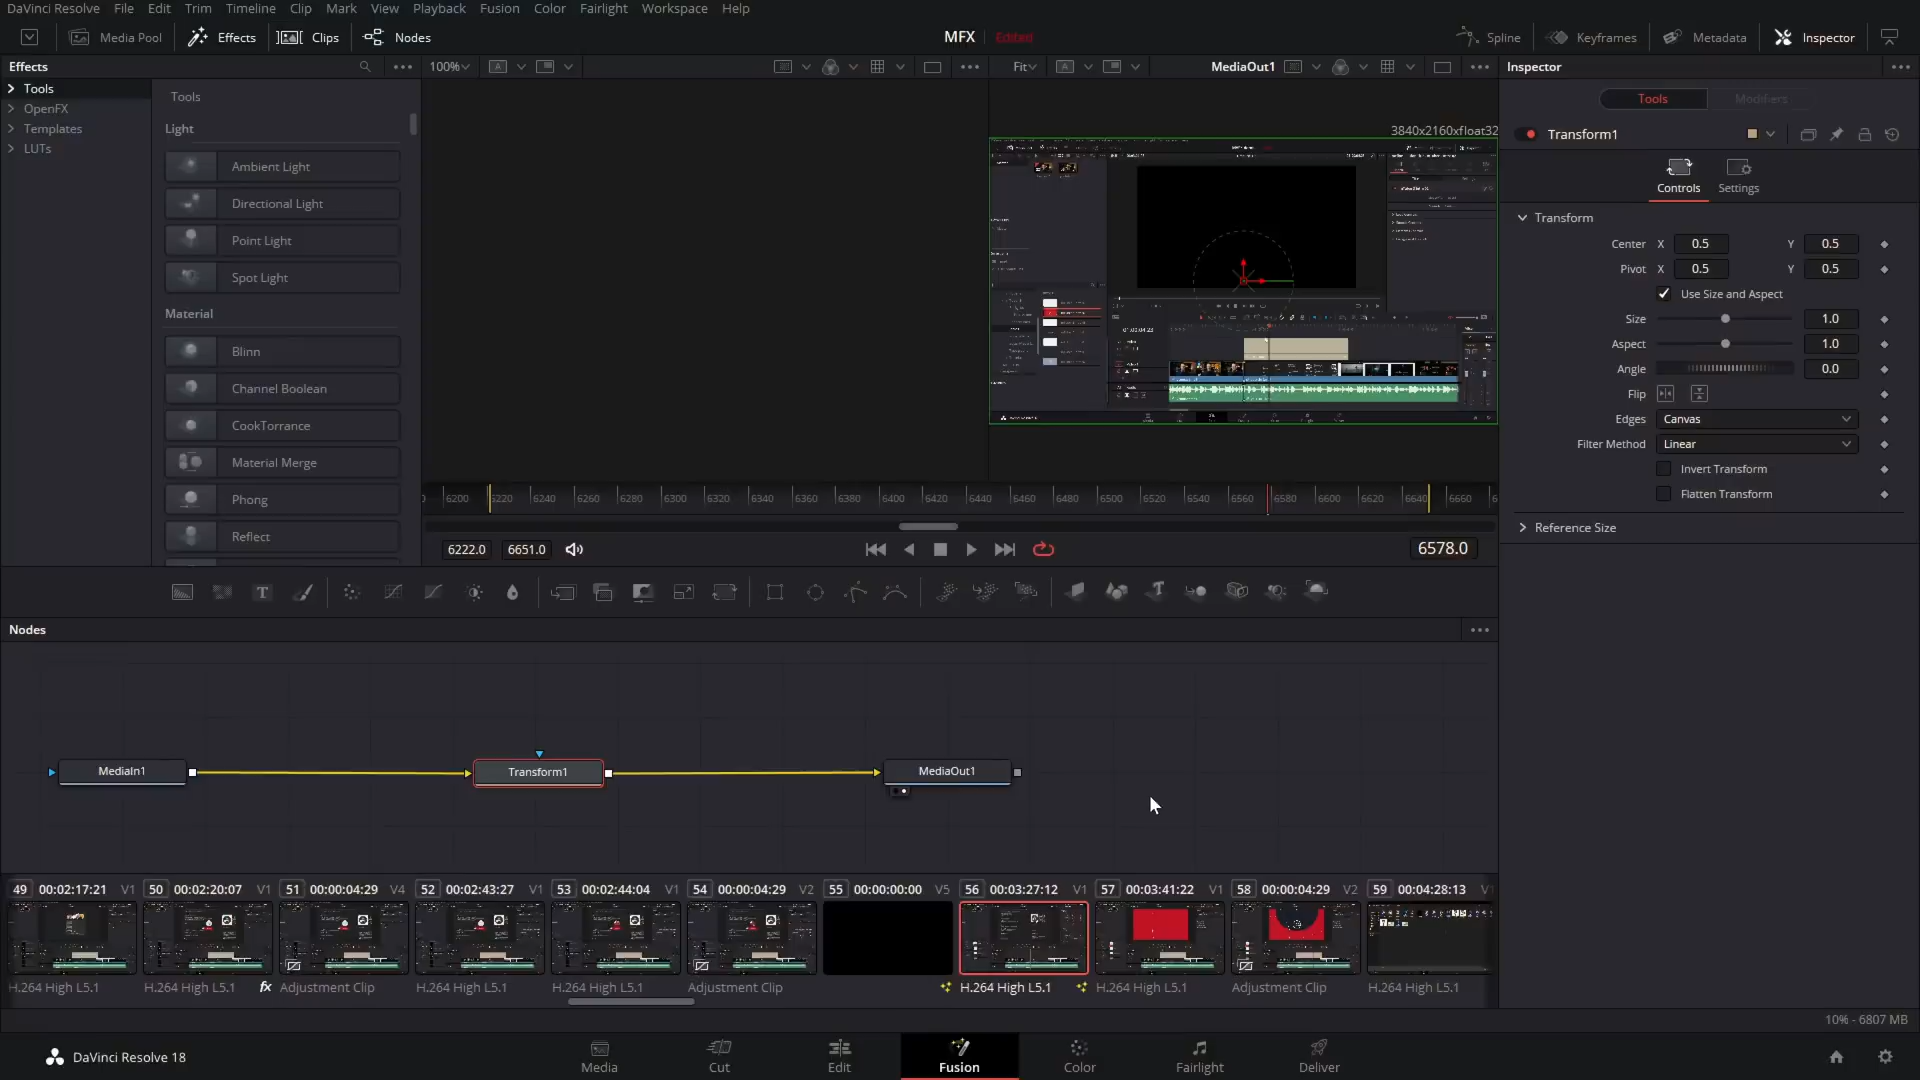 DaVinci Resolve File Edit Trim Timeline Clip Mark View Playback Fusion Color Fairlight Workspace Help
Media Pool Effects Clips Nodes MFX Edited Spline Keyframes Metadata Inspector
Effects 100% Fit MediaOut1 Inspector
Tools
OpenFX
Templates
LUTs
Tools
Light
Ambient Light
Directional Light
Point Light
Spot Light
Material
Blinn
Channel Boolean
CookTorrance
Material Merge
Phong
Reflect
3840x2160xfloat32
Tools Modifiers
Transform1
Controls Settings
Transform
Center X 0.5 Y 0.5
Pivot X 0.5 Y 0.5
Use Size and Aspect
Size 1.0
Aspect 1.0
Angle 0.0
Flip
Edges Canvas
Filter Method Linear
Invert Transform
Flatten Transform
Reference Size
6200 6220 6240 6260 6280 6300 6320 6340 6360 6380 6400 6420 6440 6460 6480 6500 6520 6540 6560 6580 6600 6620 6640 6660
6222.0 6651.0 6578.0
Nodes
MediaIn1 Transform1 MediaOut1
49 00:02:17:21 V1 50 00:02:20:07 V1 51 00:00:04:29 V4 52 00:02:43:27 V1 53 00:02:44:04 V1 54 00:00:04:29 V2 55 00:00:00:00 V5 56 00:03:27:12 V1 57 00:03:41:22 V1 58 00:00:04:29 V2 59 00:04:28:13
H.264 High L5.1 H.264 High L5.1 fx Adjustment Clip H.264 High L5.1 H.264 High L5.1 Adjustment Clip H.264 High L5.1 H.264 High L5.1 Adjustment Clip H.264 High L5.1
10% - 6807 MB
DaVinci Resolve 18 Media Cut Edit Fusion Color Fairlight Deliver